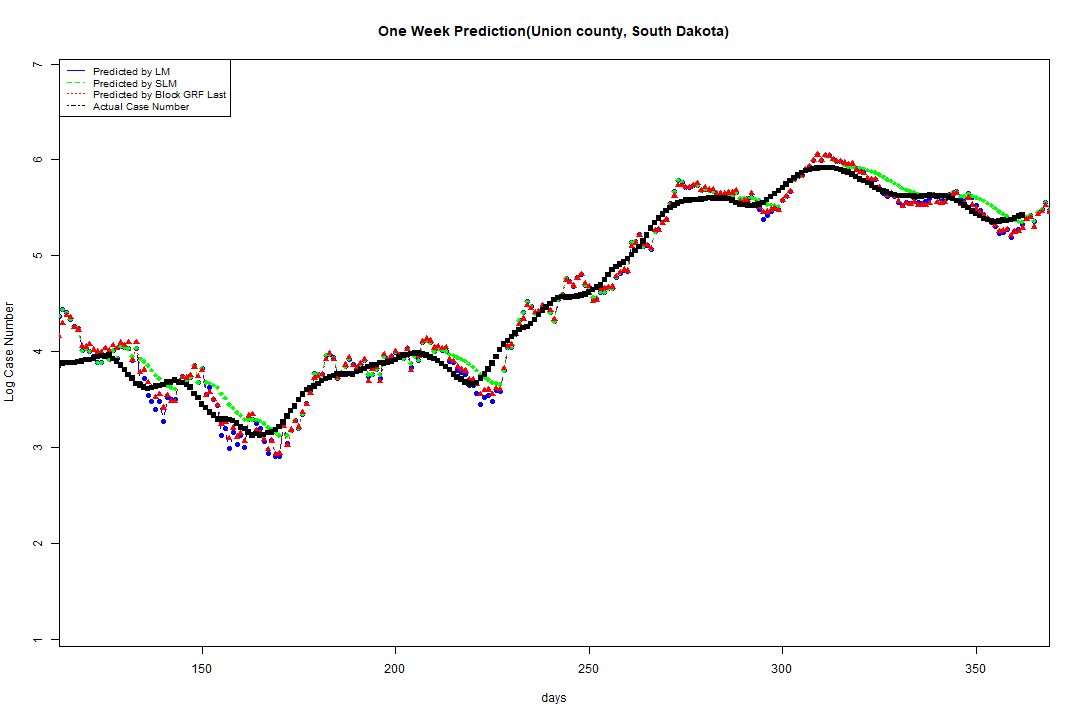 One Week Prediction(Union county, South Dakota)
Predicted by LM
Predicted by SLM
Predicted by Block GRF Last
Actual Case Number
7
6
5
4
3
2
1
Log Case Number
150 200 250 300 350
days